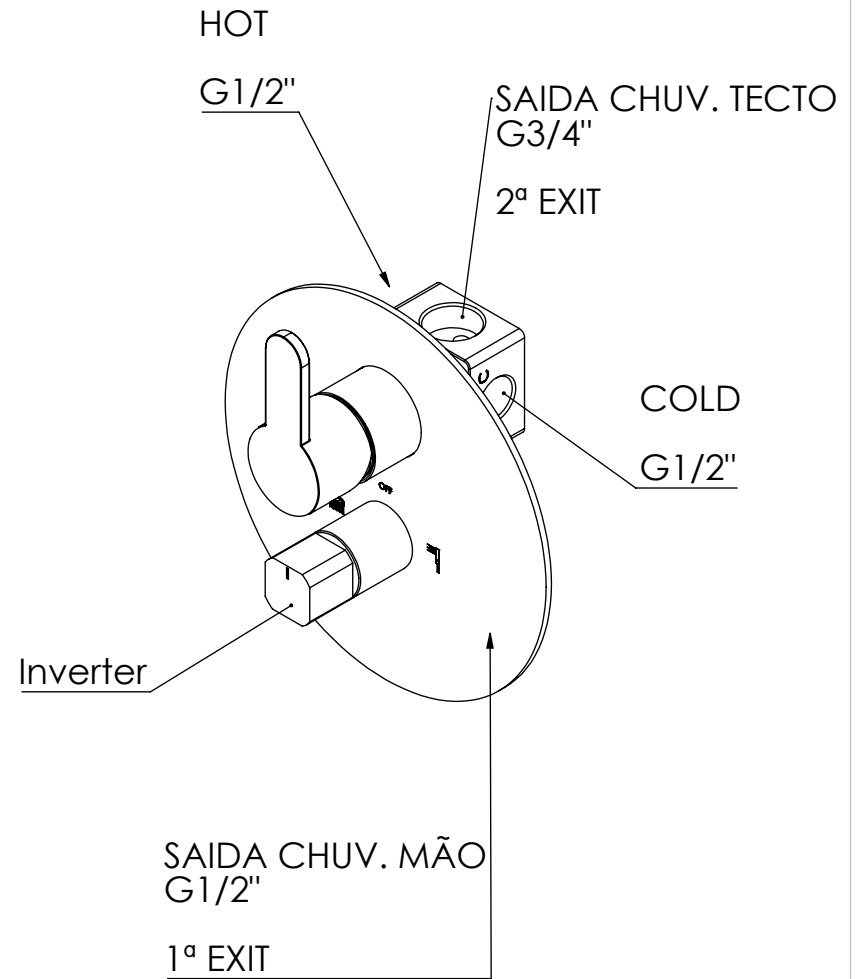 HOT
G1/2"
SAIDA CHUV. TECTO
G3/4"
2ª EXIT
COLD
G1/2"
C
OFF
Inverter
SAIDA CHUV. MÃO
G1/2"
1ª EXIT